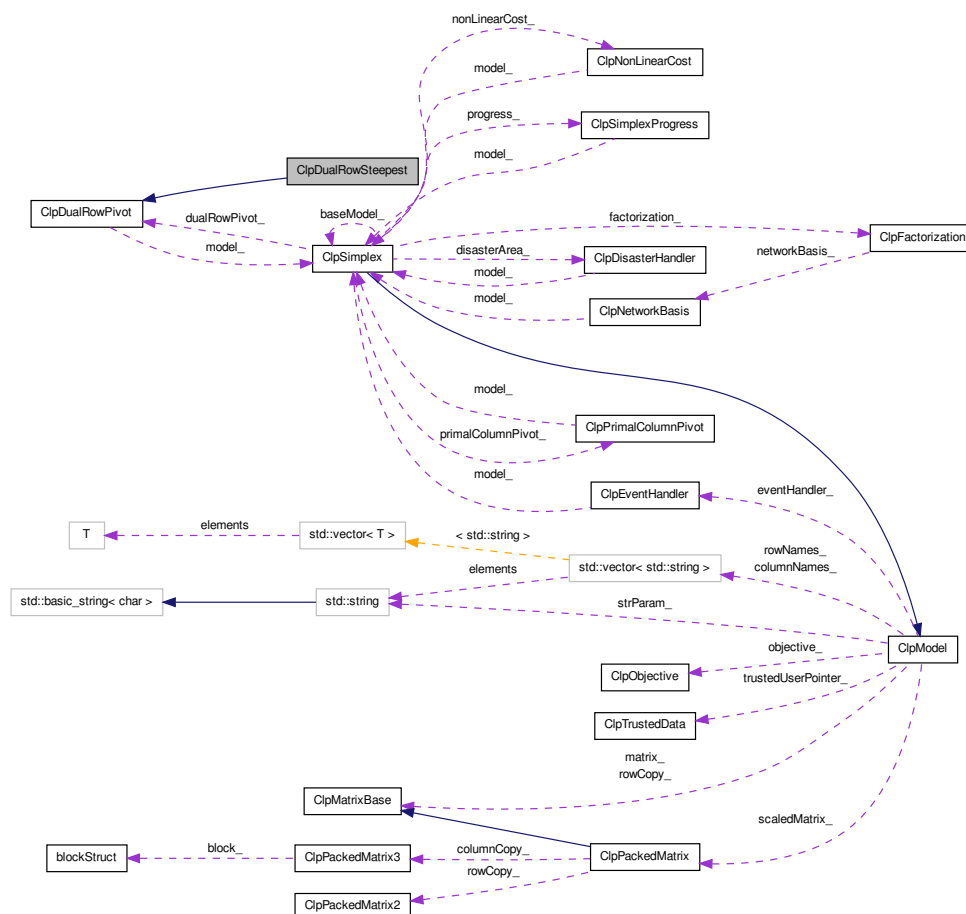 nonLinearCost_
ClpNonLinearCost
model_
progress_
ClpSimplexProgress
model_
ClpDualRowSteepest
ClpDualRowPivot
dualRowPivot_
baseModel_
factorization_
ClpFactorization
model_
ClpSimplex
disasterArea_
ClpDisasterHandler
networkBasis_
model_
model_
ClpNetworkBasis
model_
ClpPrimalColumnPivot
primalColumnPivot_
model_
ClpEventHandler
eventHandler_
T
elements
std::vector< T >
< std::string >
std::vector< std::string >
rowNames_
columnNames_
elements
std::basic_string< char >
std::string
strParam_
ClpModel
objective_
ClpObjective
trustedUserPointer_
ClpTrustedData
matrix_
rowCopy_
ClpMatrixBase
scaledMatrix_
blockStruct
block_
ClpPackedMatrix3
columnCopy_
ClpPackedMatrix
rowCopy_
ClpPackedMatrix2